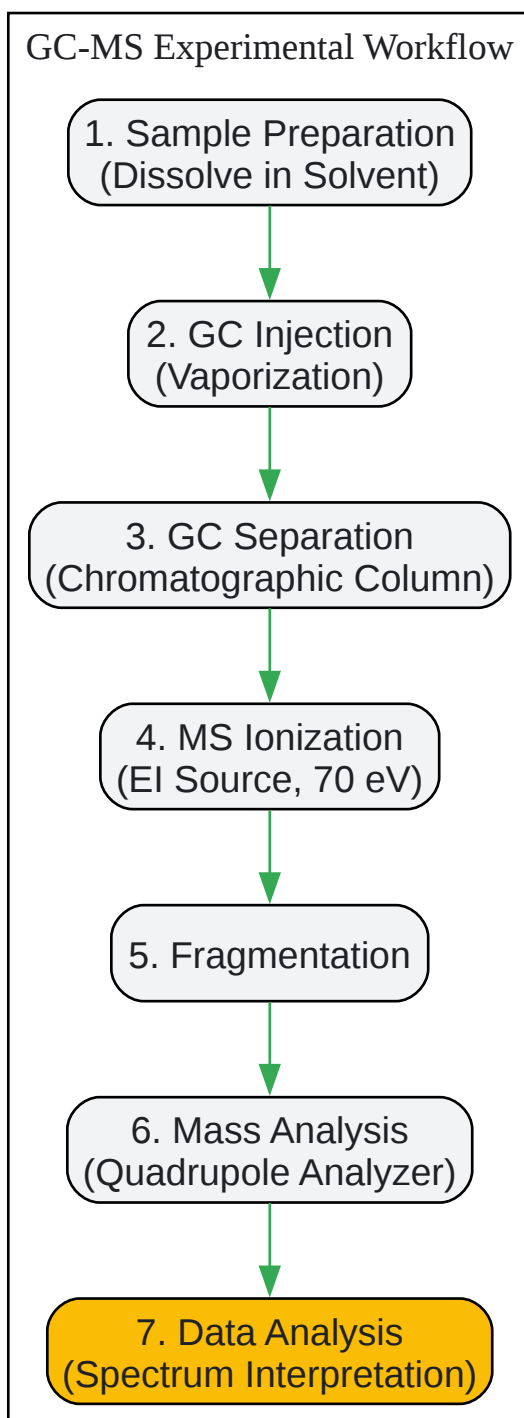 GC-MS Experimental Workflow
1. Sample Preparation
(Dissolve in Solvent)
2. GC Injection
(Vaporization)
3. GC Separation
(Chromatographic Column)
4. MS Ionization
(EI Source, 70 eV)
5. Fragmentation
6. Mass Analysis
(Quadrupole Analyzer)
7. Data Analysis
(Spectrum Interpretation)